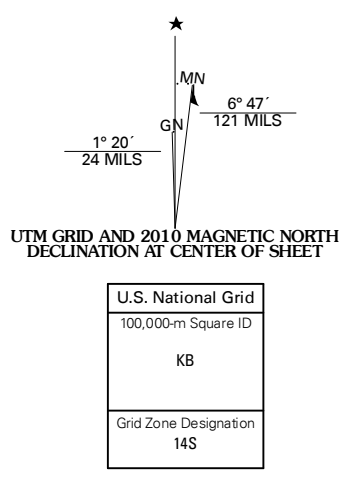 ★
MN
6° 47´
121 MILS
GN
1° 20´
24 MILS
UTM GRID AND 2010 MAGNETIC NORTH
DECLINATION AT CENTER OF SHEET
U.S. National Grid
100,000-m Square ID
KB
Grid Zone Designation
14S